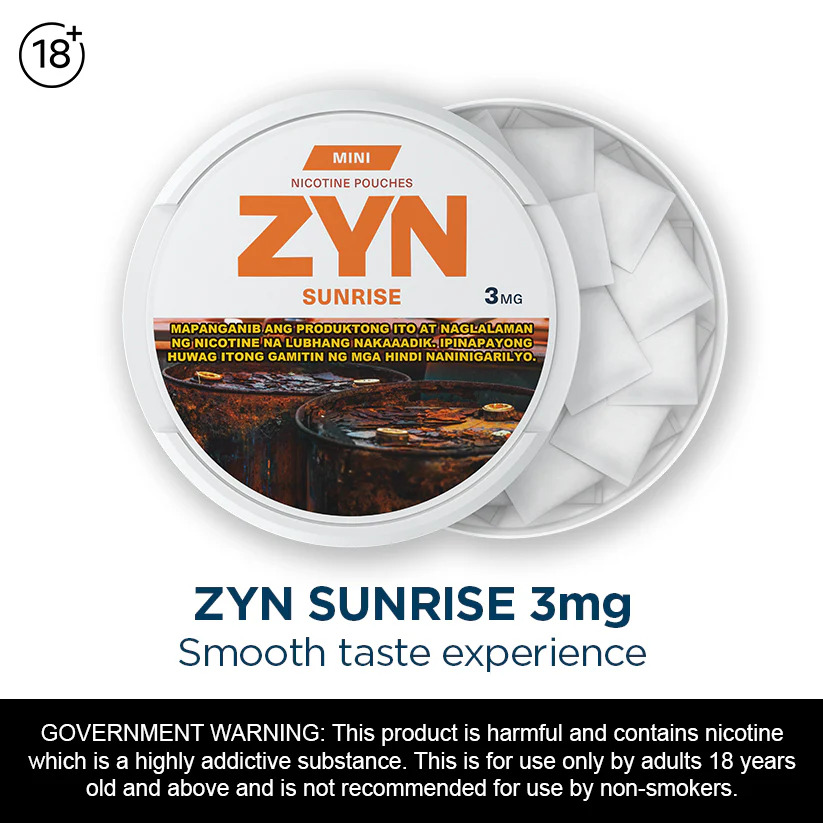 18+
MINI
NICOTINE POUCHES
ZYN
SUNRISE
3MG
MAPANGANIB ANG PRODUKTONG ITO AT NAGLALAMAN
NG NICOTINE NA LUBHANG NAKAAADIK. IPINAPAYONG
HUWAG ITONG GAMITIN NG MGA HINDI NANINIGARILYO.
ZYN SUNRISE 3mg
Smooth taste experience
GOVERNMENT WARNING: This product is harmful and contains nicotine
which is a highly addictive substance. This is for use only by adults 18 years
old and above and is not recommended for use by non-smokers.